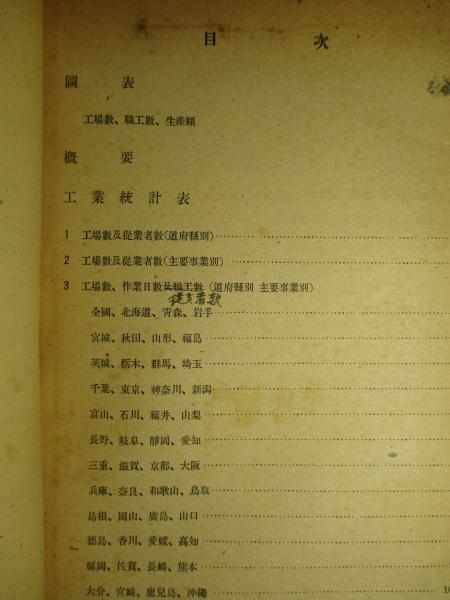 目次
圖表
工場數、職工數、生産額
概要
工業統計表
1 工場數及從業者數(道府縣別)
2 工場數及從業者數(主要事業別)
3 工場數、作業日數及職工數(道府縣別 主要事業別)
從業者數
全國、北海道、靑森、岩手
宮城、秋田、山形、福島
茨城、栃木、群馬、埼玉
千葉、東京、神奈川、新潟
富山、石川、福井、山梨
長野、岐阜、靜岡、愛知
三重、滋賀、京都、大阪
兵庫、奈良、和歌山、鳥取
島根、岡山、廣島、山口
德島、香川、愛媛、高知
福岡、佐賀、長崎、熊本
大分、宮崎、鹿兒島、沖繩